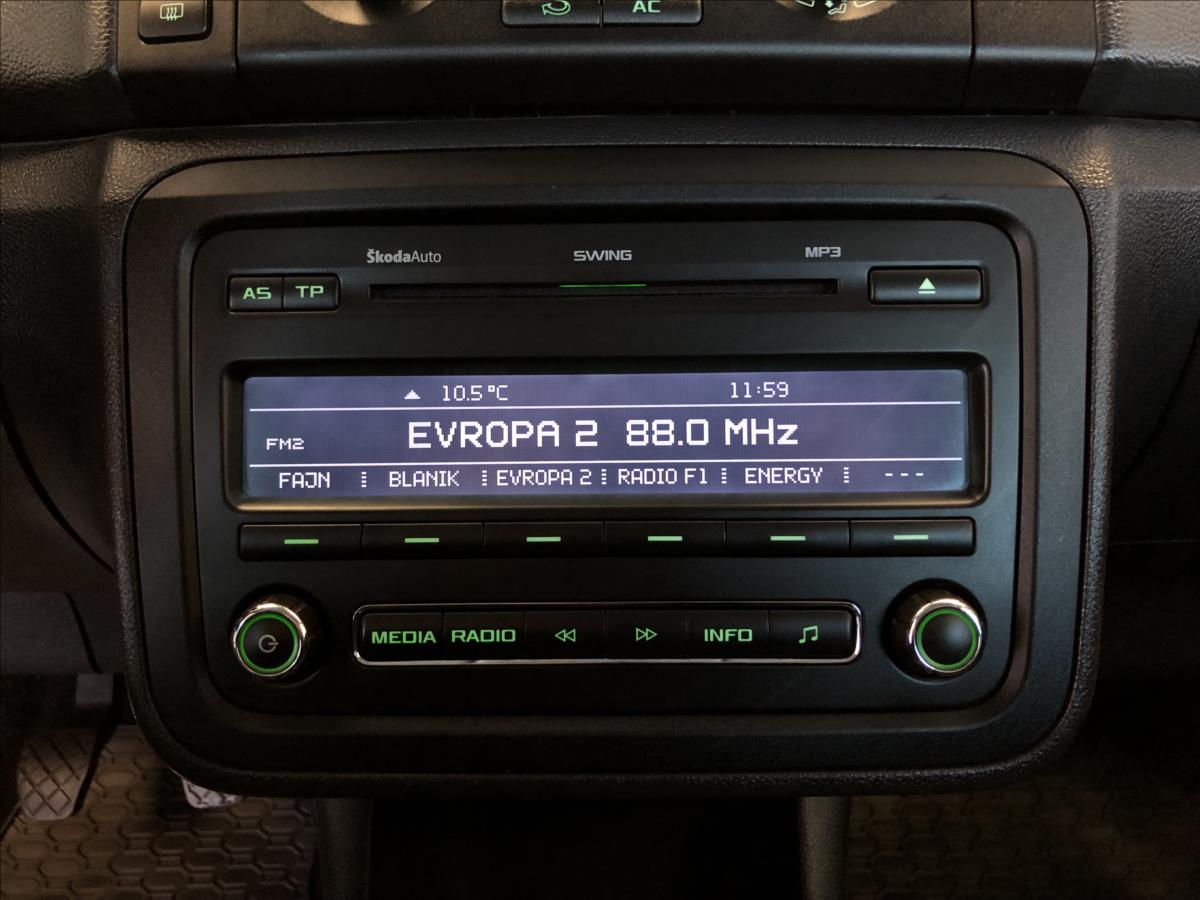 AC
ŠkodaAuto SWING MP3
AS TP
10.5°C 11:59
FM2 EVROPA 2 88.0 MHz
FAJN BLANIK EVROPA 2 RADIO F1 ENERGY ---
MEDIA RADIO INFO